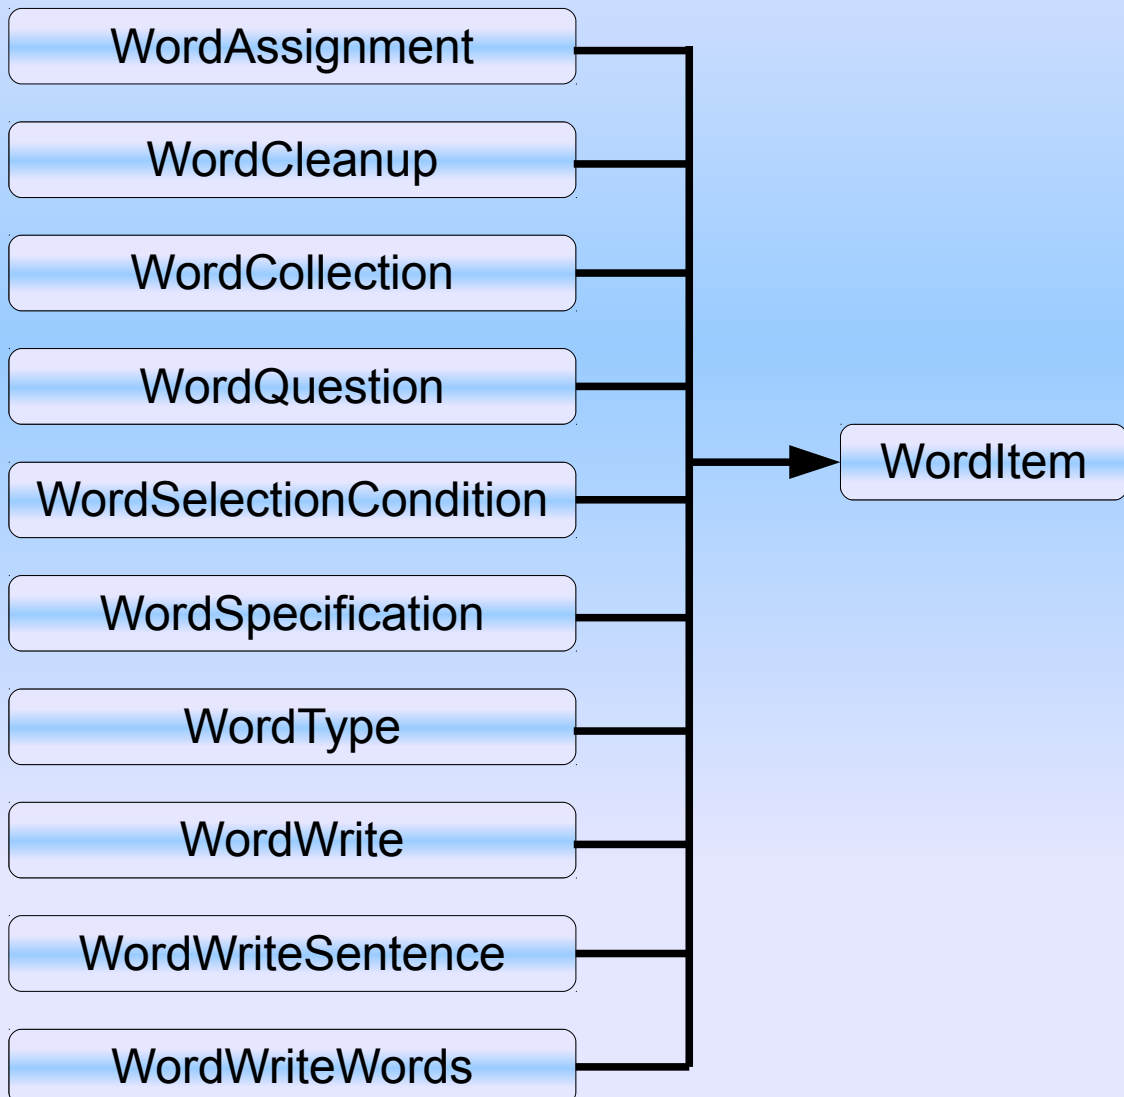 WordAssignment
WordCleanup
WordCollection
WordQuestion
WordItem
WordSelectionCondition
WordSpecification
WordType
WordWrite
WordWriteSentence
WordWriteWords